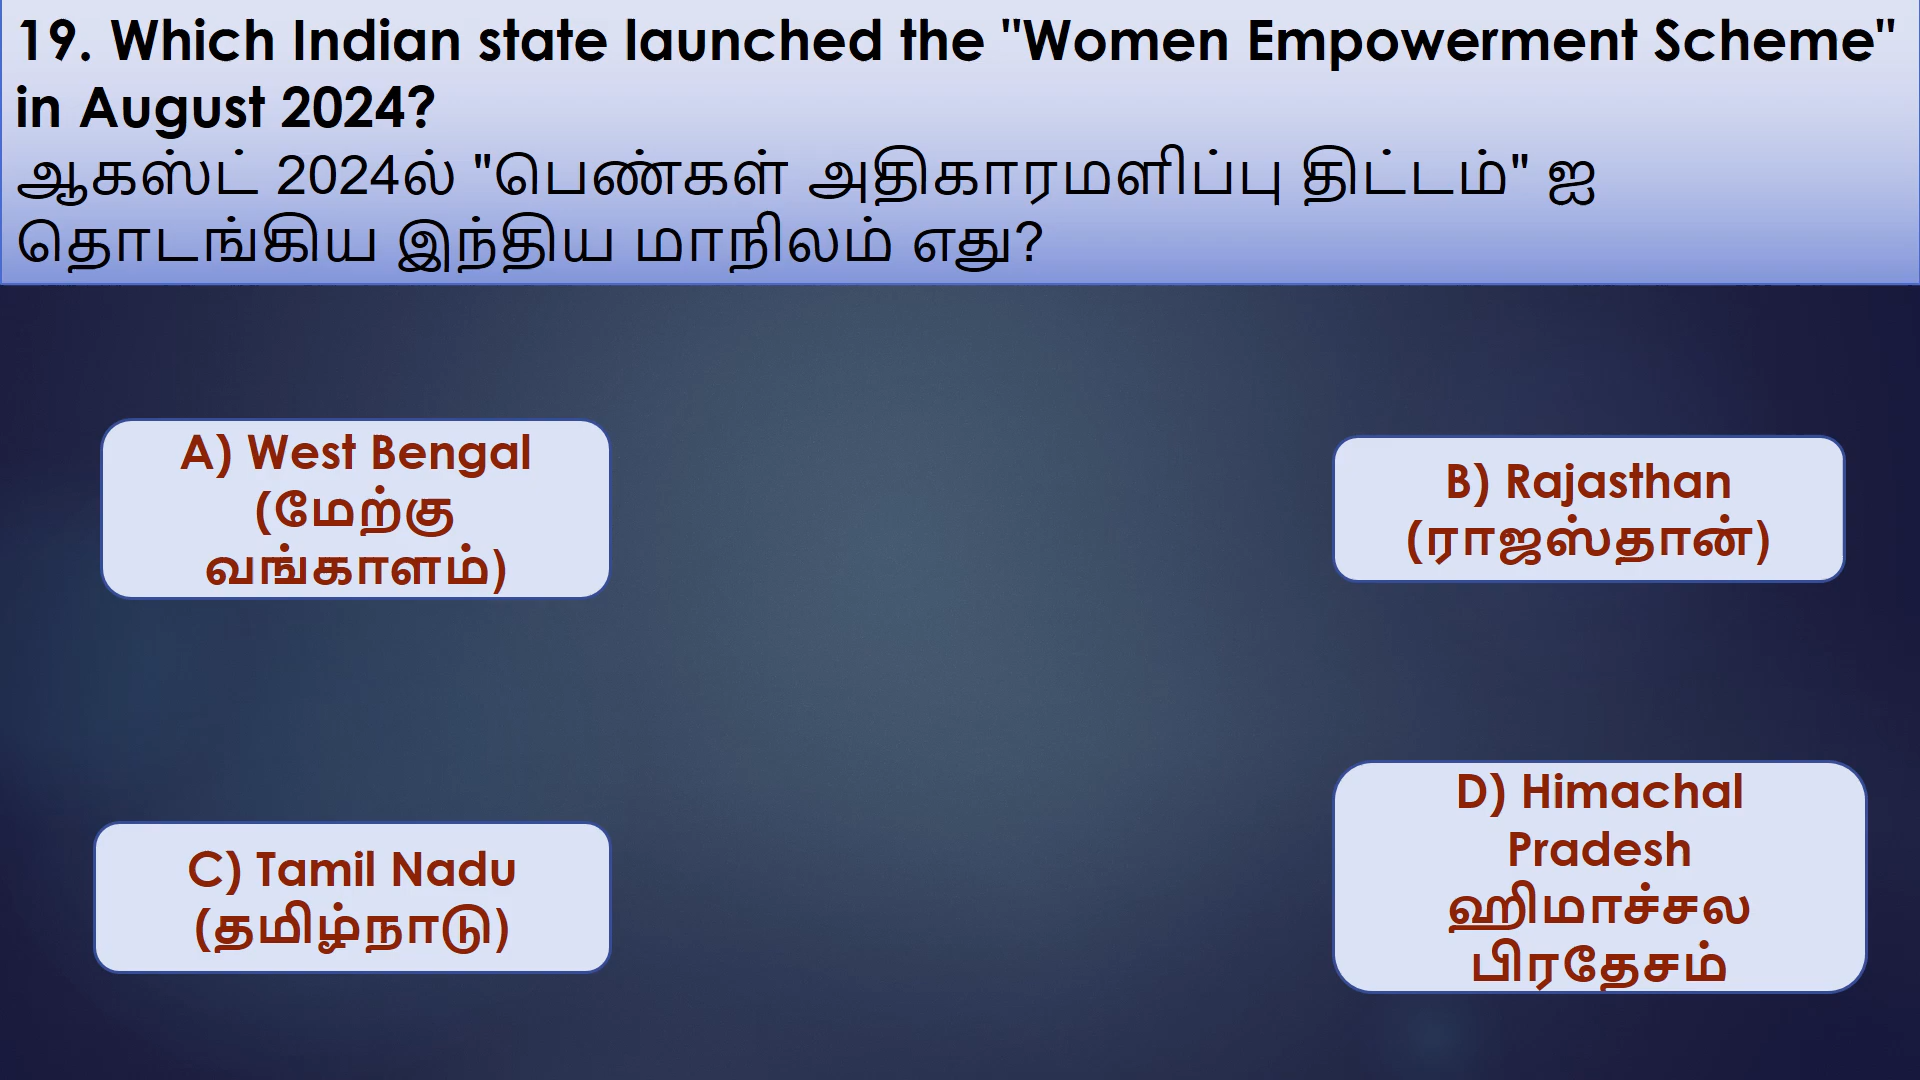 19. Which Indian state launched the "Women Empowerment Scheme"
in August 2024?
ஆகஸ்ட் 2024ல் "பெண்கள் அதிகாரமளிப்பு திட்டம்" ஐ
தொடங்கிய இந்திய மாநிலம் எது?
A) West Bengal
(மேற்கு
வங்காளம்)
B) Rajasthan
(ராஜஸ்தான்)
C) Tamil Nadu
(தமிழ்நாடு)
D) Himachal
Pradesh
ஹிமாச்சல
பிரதேசம்